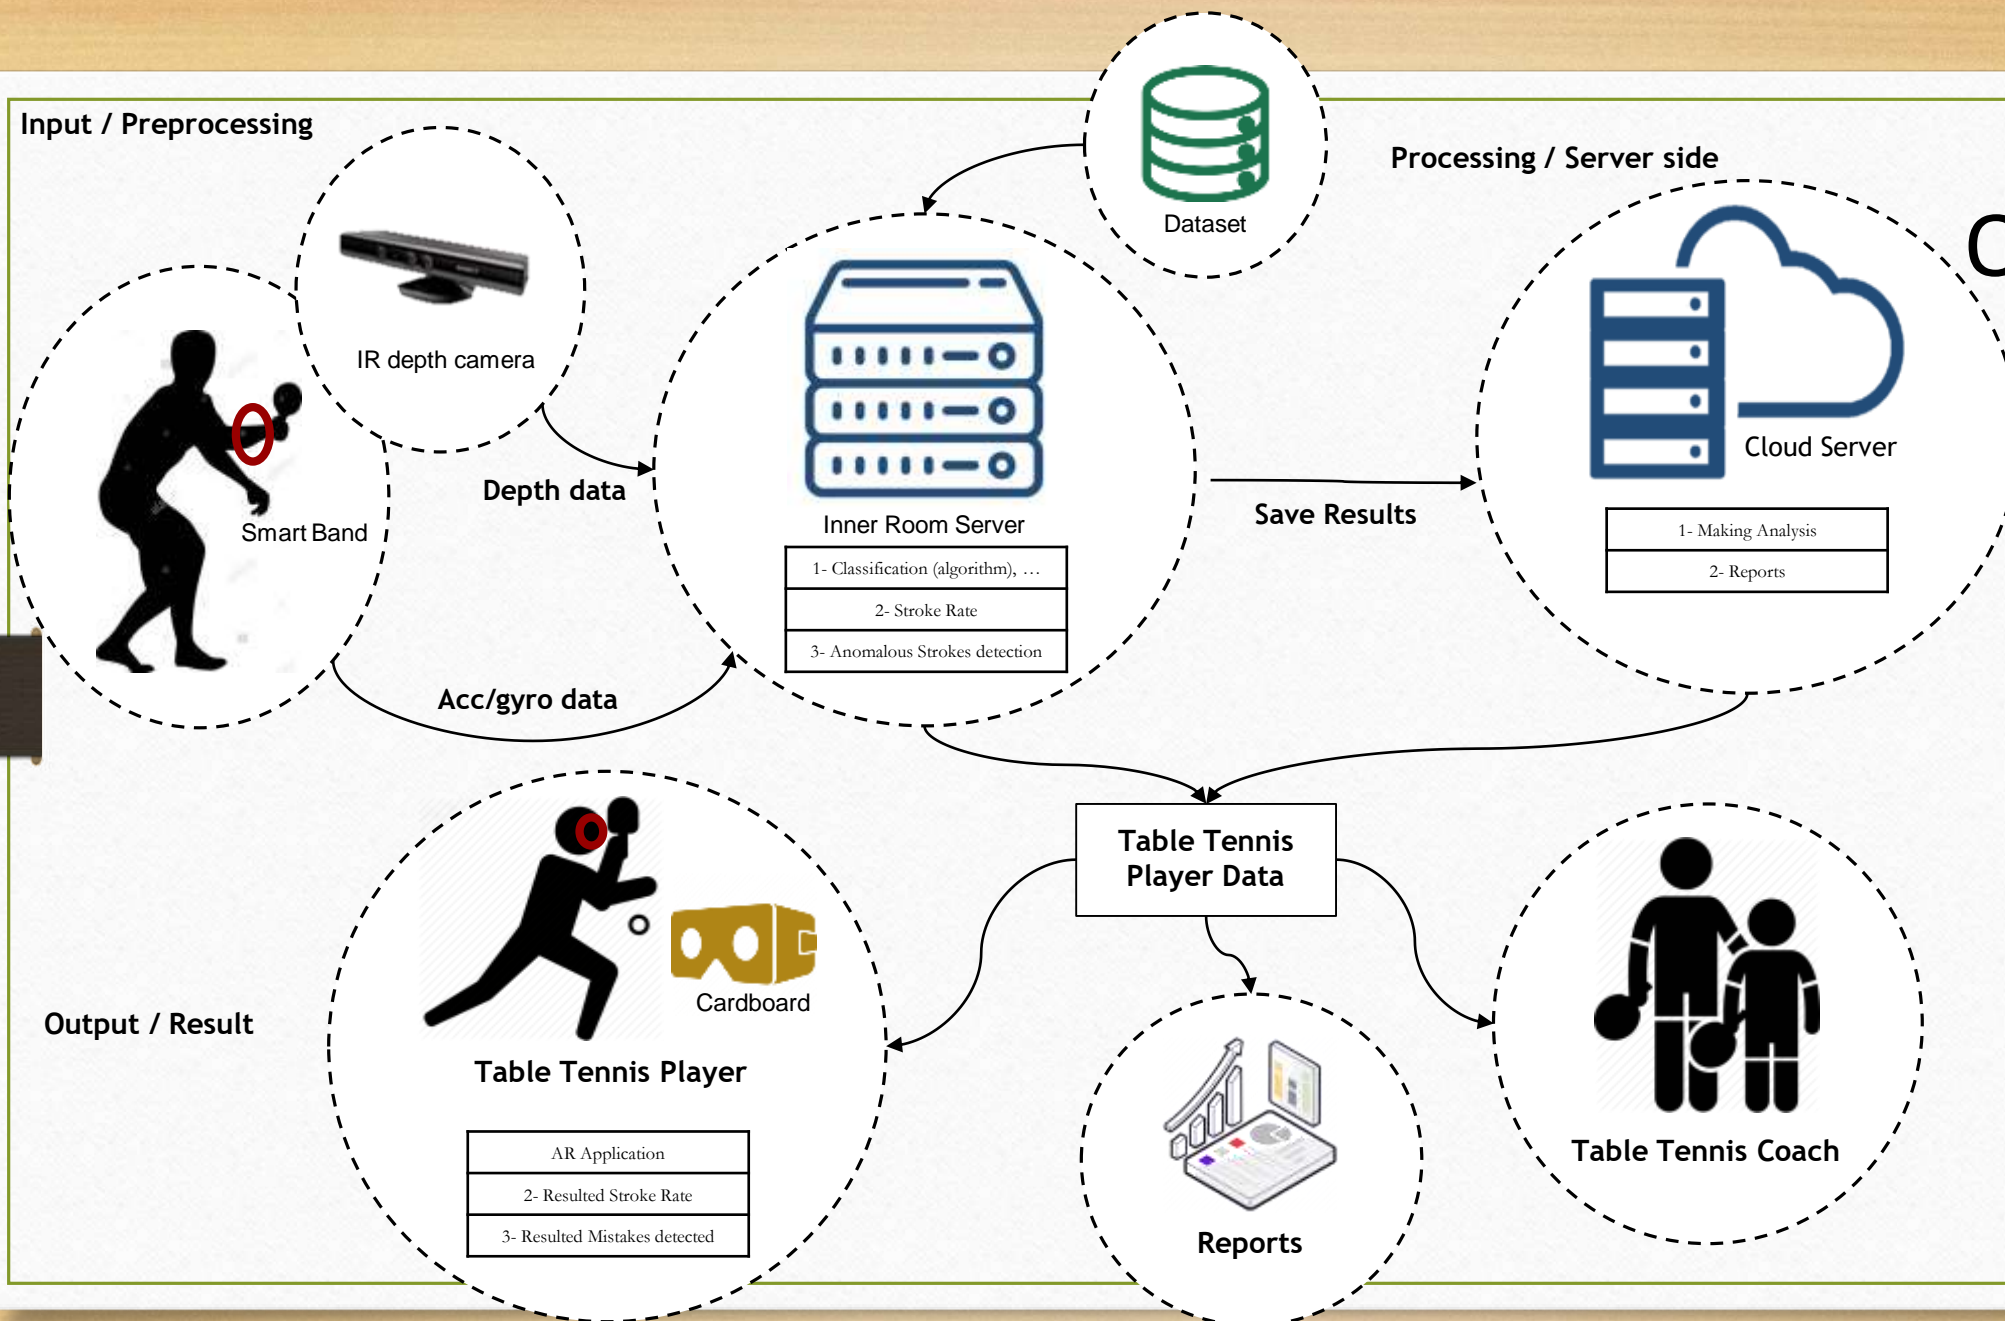 Input / Preprocessing
Dataset
Processing / Server side
IR depth camera
Smart Band
Depth data
Acc/gyro data
Inner Room Server
1- Classification (algorithm), …
2- Stroke Rate
3- Anomalous Strokes detection
Save Results
Cloud Server
1- Making Analysis
2- Reports
Table Tennis
Player Data
Output / Result
Cardboard
Table Tennis Player
AR Application
2- Resulted Stroke Rate
3- Resulted Mistakes detected
Reports
Table Tennis Coach